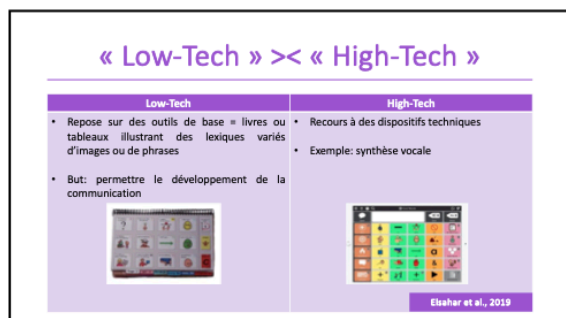 « Low-Tech » >< « High-Tech »
Low-Tech
• Repose sur des outils de base = livres ou
tableaux illustrant des lexiques variés
d'images ou de phrases
• But: permettre le développement de la
communication
High-Tech
• Recours à des dispositifs techniques
• Exemple: synthèse vocale
Elsahar et al., 2019